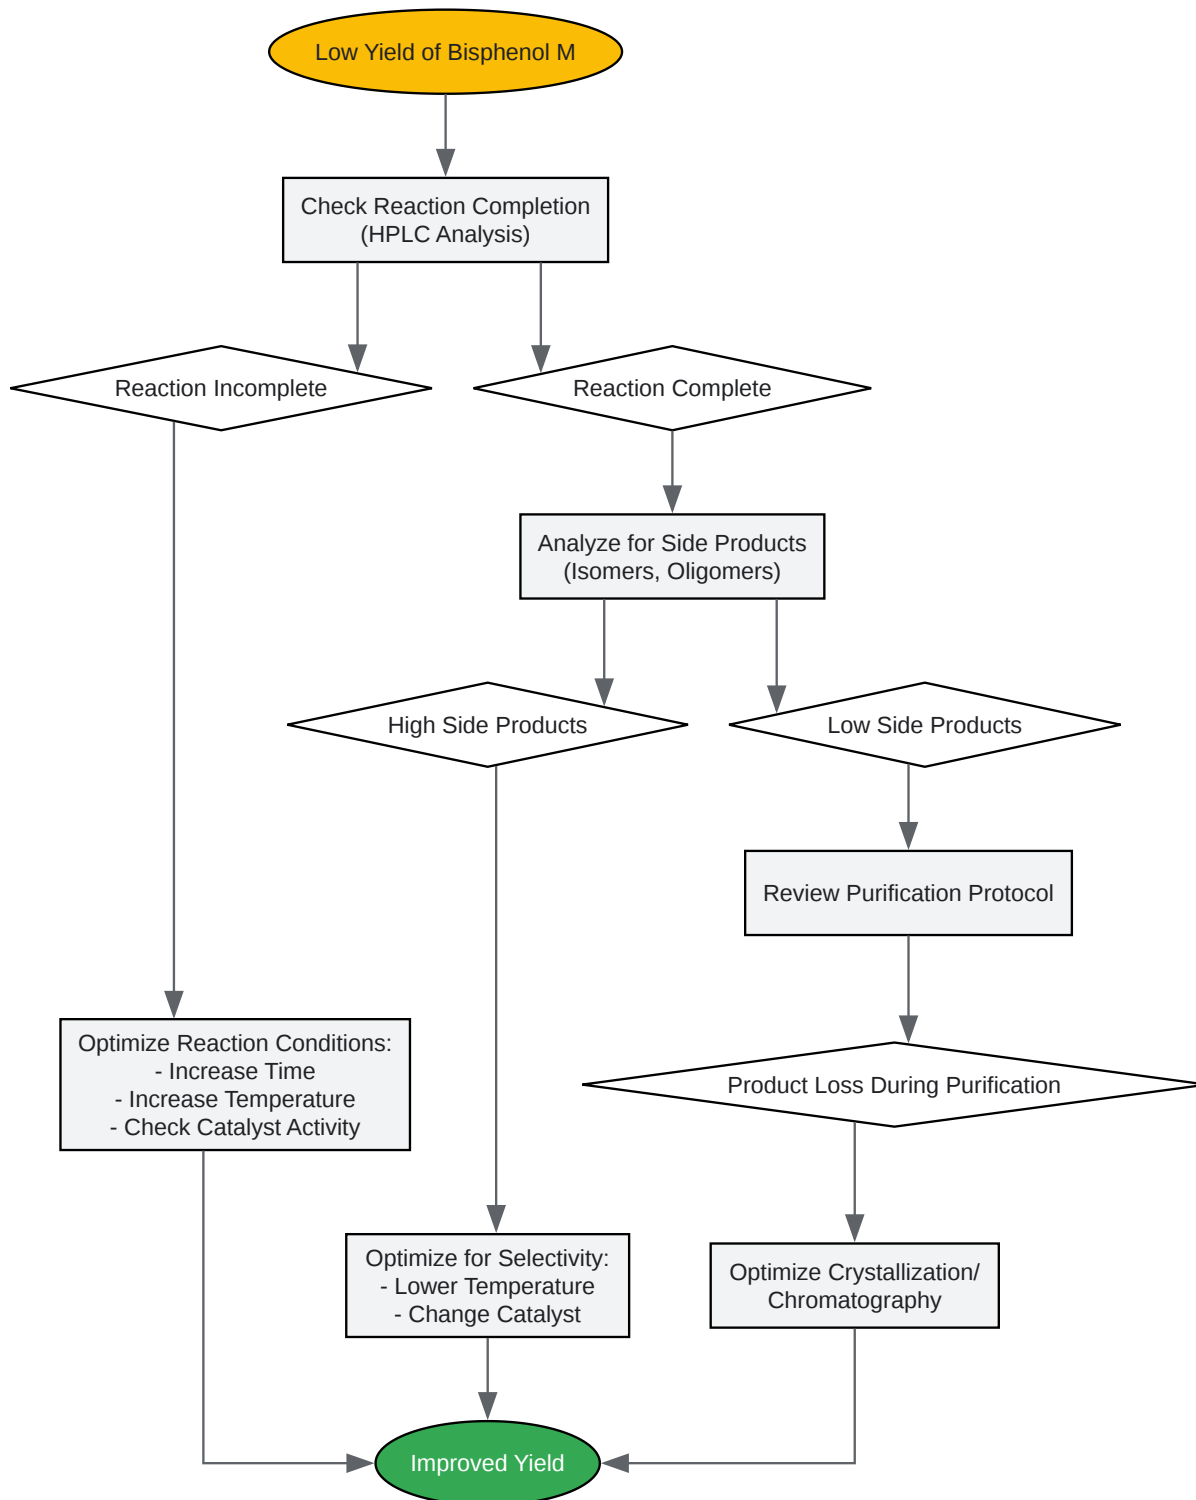 Low Yield of Bisphenol M
Check Reaction Completion
(HPLC Analysis)
Reaction Incomplete
Reaction Complete
Analyze for Side Products
(Isomers, Oligomers)
High Side Products
Low Side Products
Review Purification Protocol
Optimize Reaction Conditions:
- Increase Time
- Increase Temperature
- Check Catalyst Activity
Product Loss During Purification
Optimize for Selectivity:
- Lower Temperature
- Change Catalyst
Optimize Crystallization/
Chromatography
Improved Yield